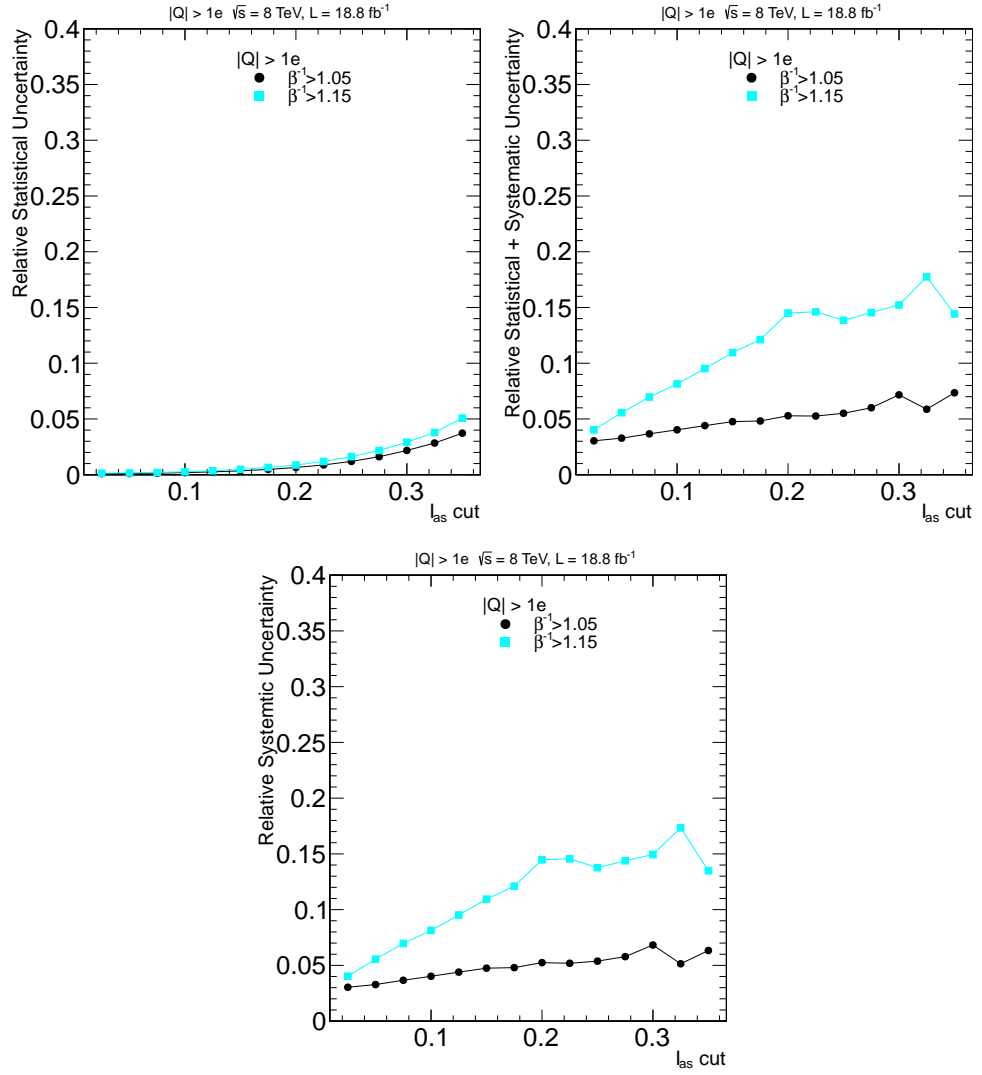 |Q| > 1e √s = 8 TeV, L = 18.8 fb⁻¹
Relative Statistical Uncertainty
|Q| > 1e
β⁻¹>1.05
β⁻¹>1.15
0.4
0.35
0.3
0.25
0.2
0.15
0.1
0.05
0
0.1 0.2 0.3
I_as cut
|Q| > 1e √s = 8 TeV, L = 18.8 fb⁻¹
Relative Statistical + Systematic Uncertainty
|Q| > 1e
β⁻¹>1.05
β⁻¹>1.15
0.4
0.35
0.3
0.25
0.2
0.15
0.1
0.05
0
0.1 0.2 0.3
I_as cut
|Q| > 1e √s = 8 TeV, L = 18.8 fb⁻¹
Relative Systemtic Uncertainty
|Q| > 1e
β⁻¹>1.05
β⁻¹>1.15
0.4
0.35
0.3
0.25
0.2
0.15
0.1
0.05
0
0.1 0.2 0.3
I_as cut